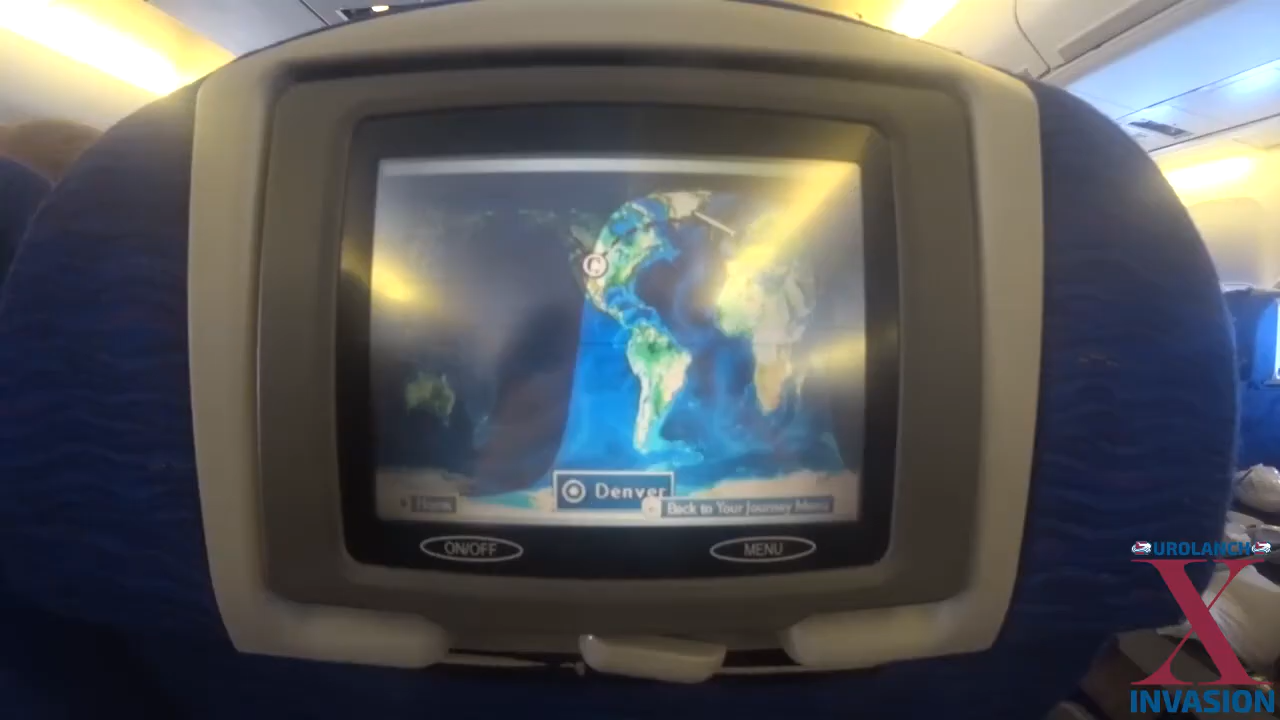 Denver
Home
Back to Your Journey Menu
ON/OFF
MENU
UROLANCH
X
INVASION